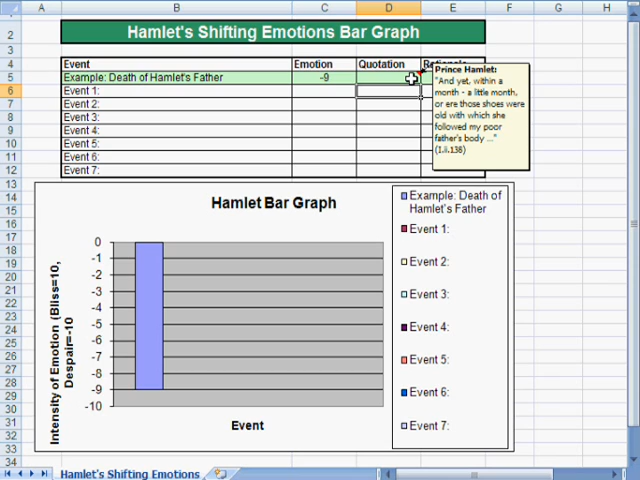 A B C D E F G H
2 Hamlet's Shifting Emotions Bar Graph
3
4 Event Emotion Quotation Rationale
5 Example: Death of Hamlet's Father -9
6 Event 1:
7 Event 2:
8 Event 3:
9 Event 4:
10 Event 5:
11 Event 6:
12 Event 7:
Prince Hamlet:
"And yet, within a
month - a little month,
or ere those shoes were
old with which she
followed my poor
father's body ..."
(I.ii.138)
13
14
15
16
17
18
19
20
21
22
23
24
25
26
27
28
29
30
31
32
33
34
Hamlet Bar Graph
Intensity of Emotion (Bliss=10,
Despair=-10
0
-1
-2
-3
-4
-5
-6
-7
-8
-9
-10
Event
Example: Death of
Hamlet's Father
Event 1:
Event 2:
Event 3:
Event 4:
Event 5:
Event 6:
Event 7:
Hamlet's Shifting Emotions